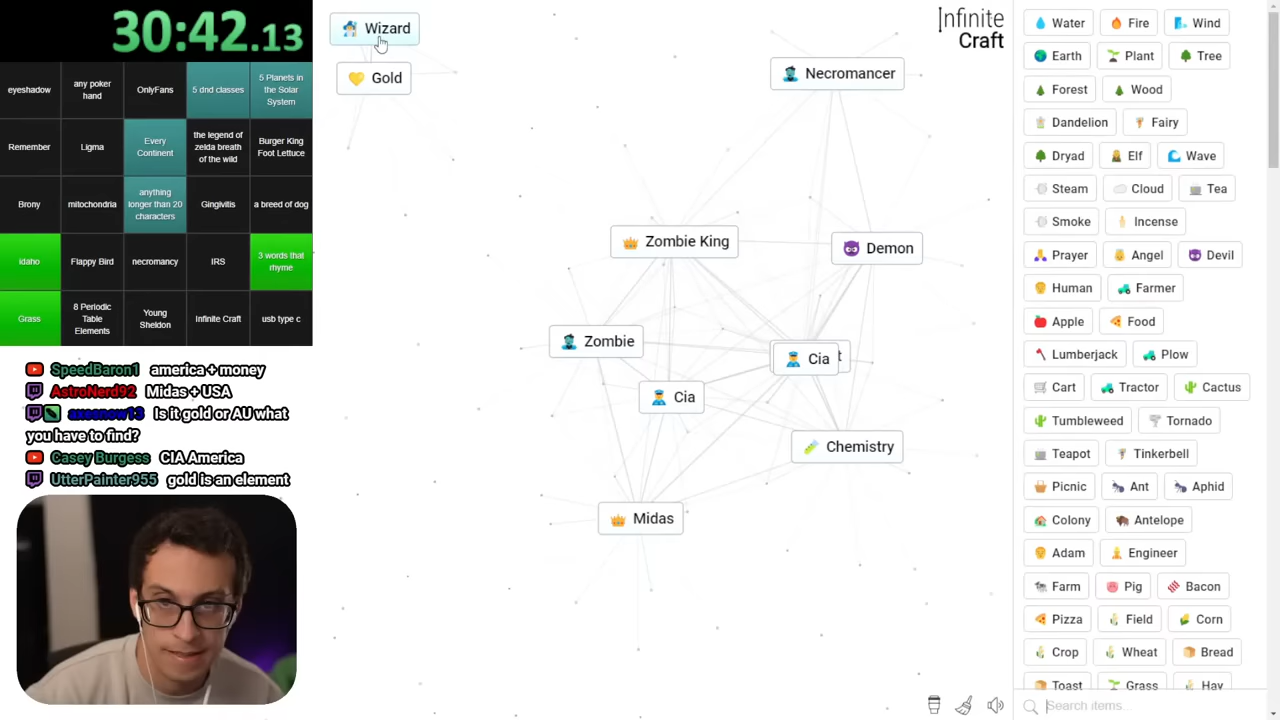 30:42.13
eyeshadow
any poker hand
OnlyFans
5 dnd classes
5 Planets in the Solar System
Remember
Ligma
Every Continent
the legend of zelda breath of the wild
Burger King Foot Lettuce
Brony
mitochondria
anything longer than 20 characters
Gingivitis
a breed of dog
idaho
Flappy Bird
necromancy
IRS
3 words that rhyme
Grass
8 Periodic Table Elements
Young Sheldon
Infinite Craft
usb type c
SpeedBaron1 america + money
AstroNerd92 Midas + USA
axesnow13 Is it gold or AU what
you have to find?
Casey Burgess CIA America
UtterPainter955 gold is an element
Wizard
Gold
Necromancer
Zombie King
Demon
Zombie
Cia
t
Cia
Chemistry
Midas
Infinite
Craft
Water Fire Wind
Earth Plant Tree
Forest Wood
Dandelion Fairy
Dryad Elf Wave
Steam Cloud Tea
Smoke Incense
Prayer Angel Devil
Human Farmer
Apple Food
Lumberjack Plow
Cart Tractor Cactus
Tumbleweed Tornado
Teapot Tinkerbell
Picnic Ant Aphid
Colony Antelope
Adam Engineer
Farm Pig Bacon
Pizza Field Corn
Crop Wheat Bread
Toast Grass Hay
Search items...